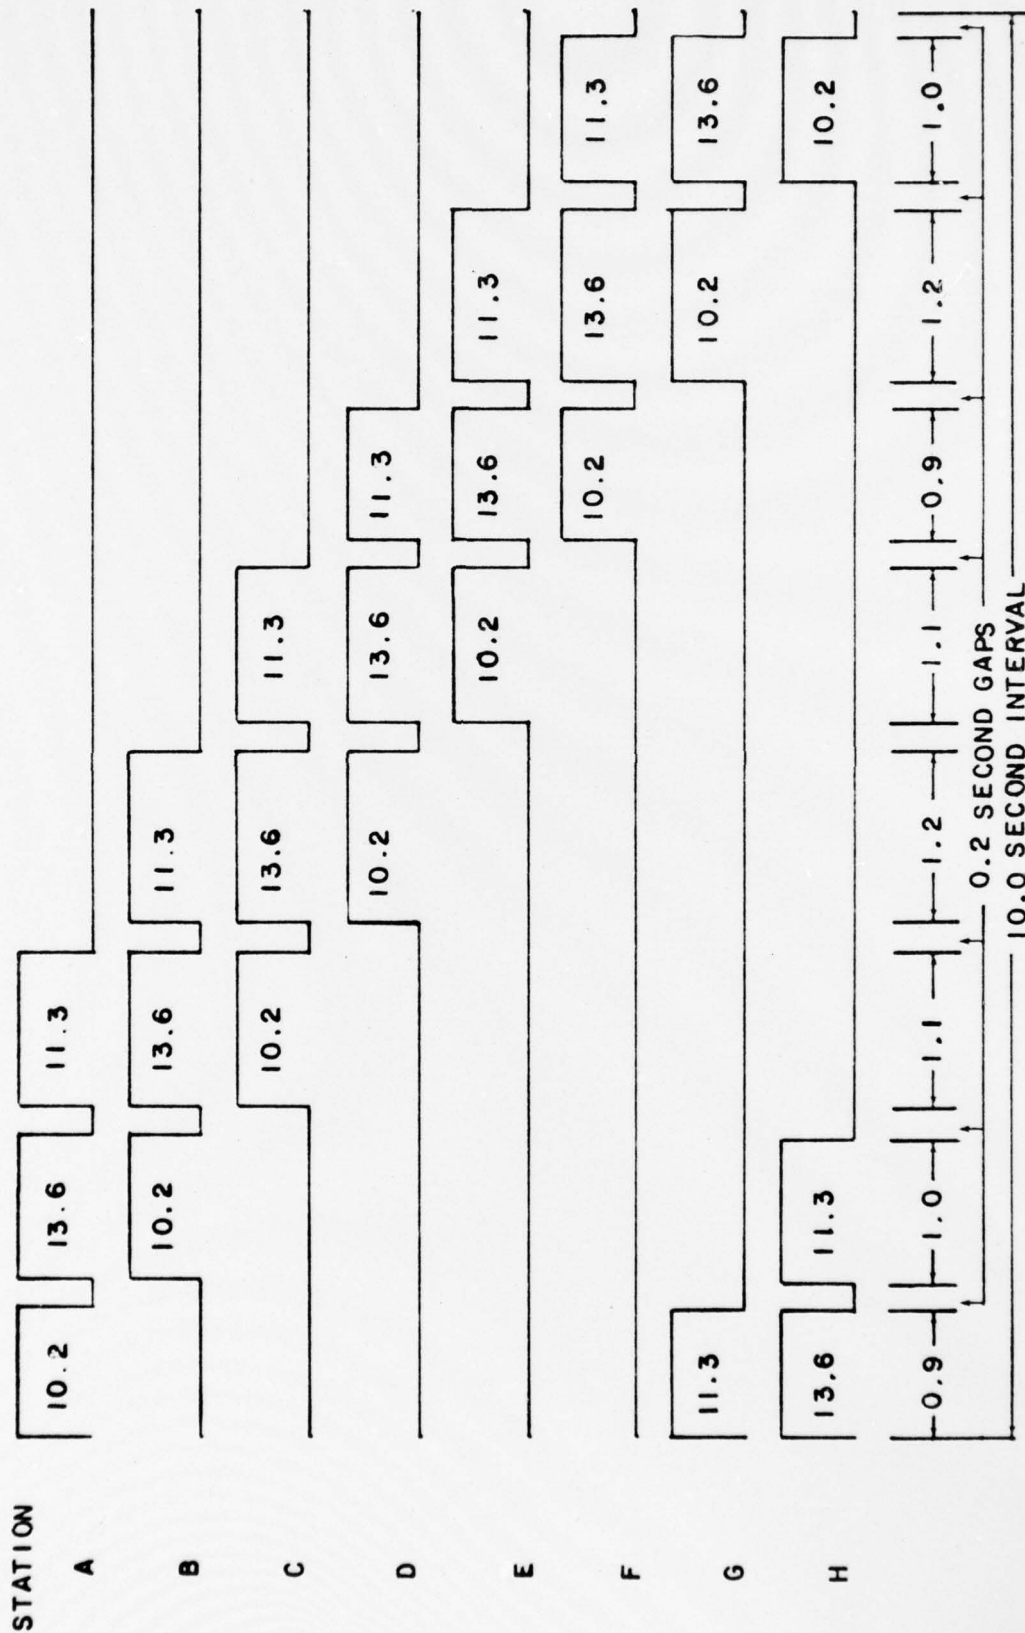 STATION
A 10.2 13.6 11.3
B 10.2 13.6 11.3
C 10.2 13.6 11.3
D 10.2 13.6 11.3
E 10.2 13.6 11.3
F 10.2 13.6 11.3
G 11.3 10.2 13.6
H 13.6 11.3 10.2
0.9 1.0 1.1 1.2 1.1 0.9 1.2 1.0
0.2 SECOND GAPS
10.0 SECOND INTERVAL